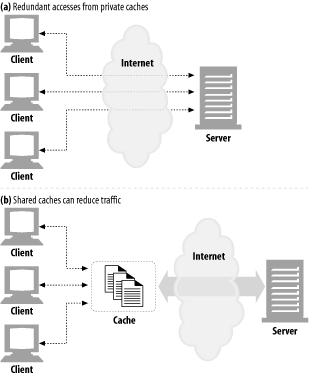 (a) Redundant accesses from private caches
Client
Internet
Client
Server
Client
(b) Shared caches can reduce traffic
Client
Internet
Client
Cache
Server
Client